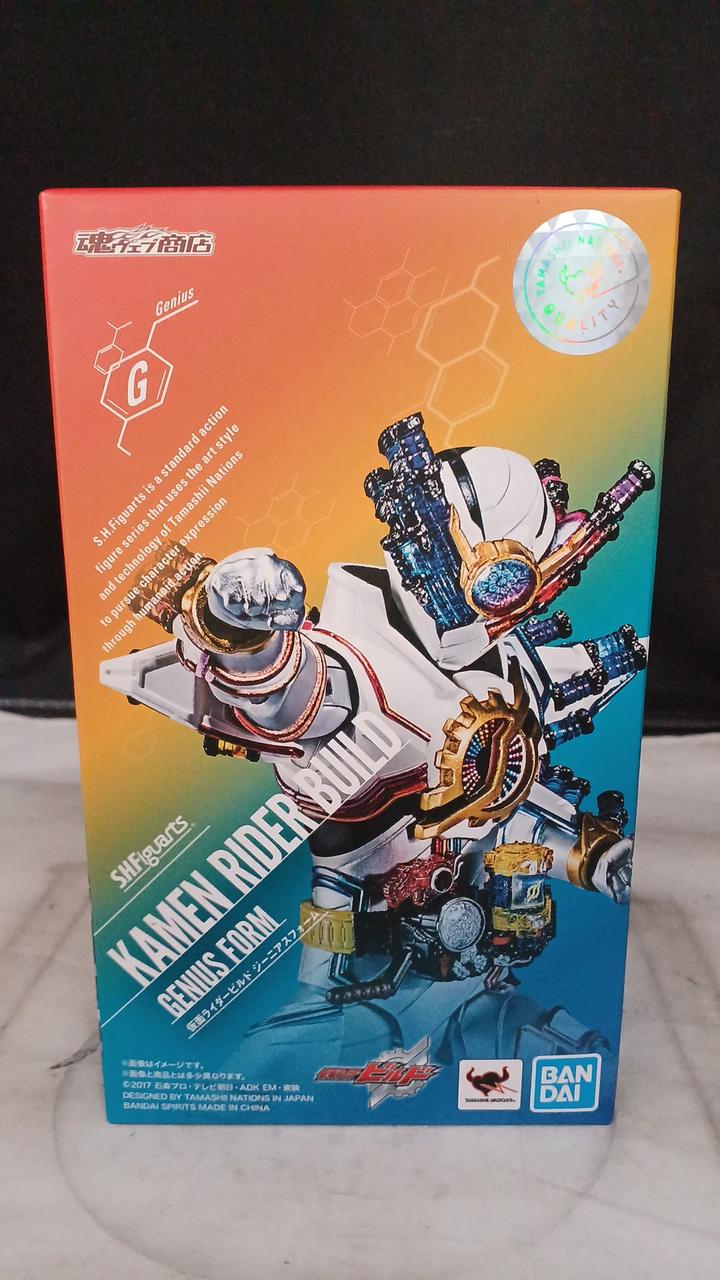 魂ウェブ商店
TAMASHII NATIONS
QUALITY
Genius
G
S.H.Figuarts is a standard action
figure series that uses the art style
and technology of Tamashii Nations
to pursue character expression
through humanoid action.
S.H.Figuarts
KAMEN RIDER BUILD
GENIUS FORM
仮面ライダービルド ジーニアスフォーム
※画像はイメージです。
※画像と商品とは多少異なります。
©2017 石森プロ・テレビ朝日・ADK EM・東映
DESIGNED BY TAMASHII NATIONS IN JAPAN
BANDAI SPIRITS MADE IN CHINA
仮面ライダービルド
TAMASHII NATIONS
BAN
DAI